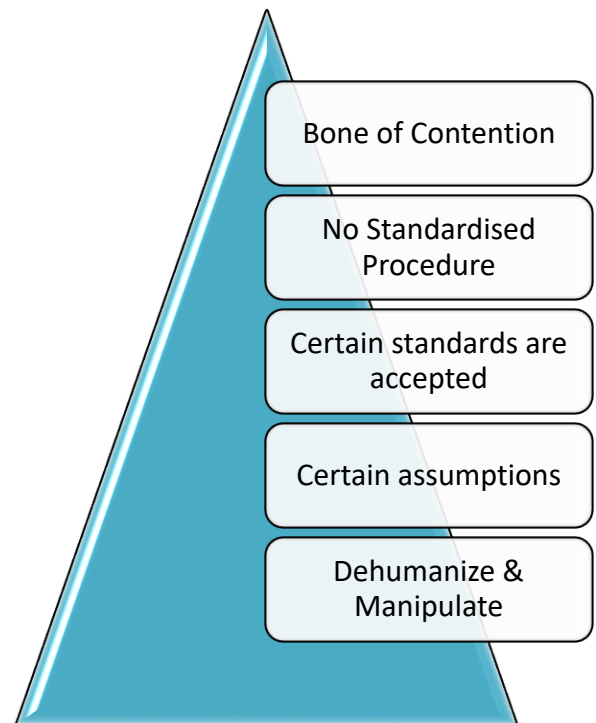 Bone of Contention
No Standardised
Procedure
Certain standards are
accepted
Certain assumptions
Dehumanize &
Manipulate